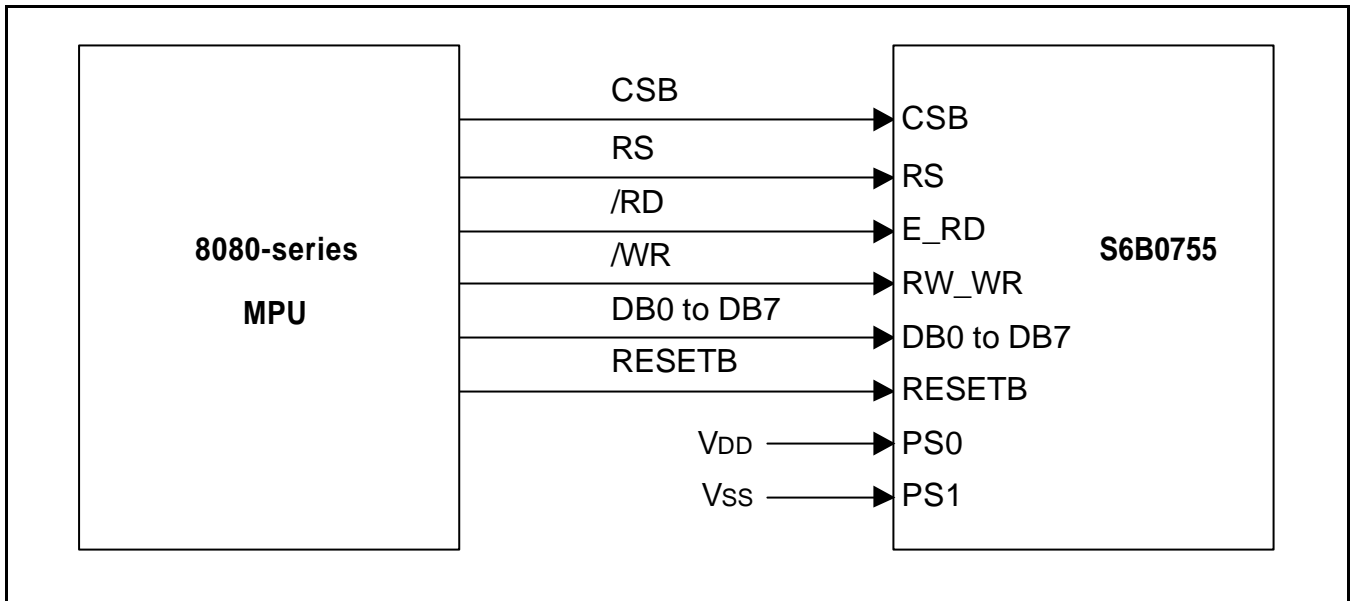 8080-series
MPU
CSB
RS
/RD
/WR
DB0 to DB7
RESETB
VDD
VSS
CSB
RS
E_RD
RW_WR
DB0 to DB7
RESETB
PS0
PS1
S6B0755